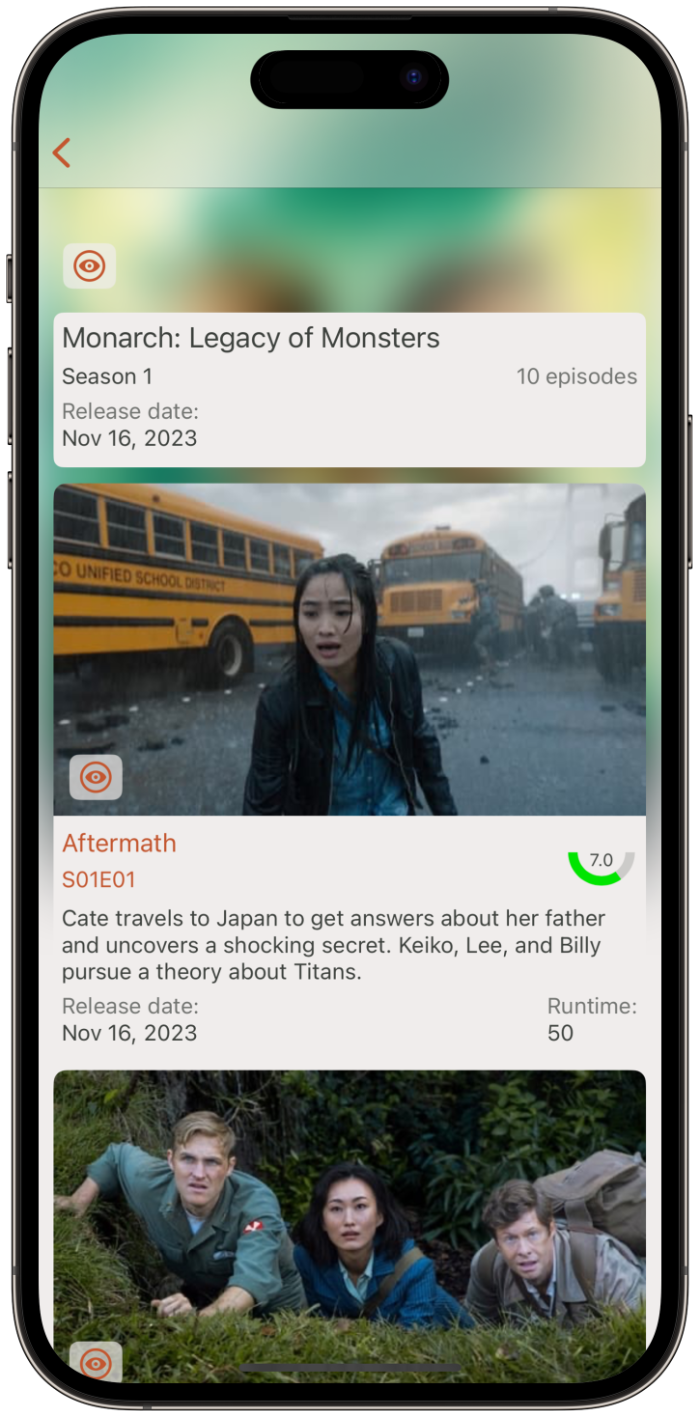 Monarch: Legacy of Monsters
Season 1
10 episodes
Release date:
Nov 16, 2023
CO UNIFIED SCHOOL DISTRICT
SCHOOL BUS
Aftermath
S01E01
7.0
Cate travels to Japan to get answers about her father
and uncovers a shocking secret. Keiko, Lee, and Billy
pursue a theory about Titans.
Release date:
Runtime:
Nov 16, 2023
50